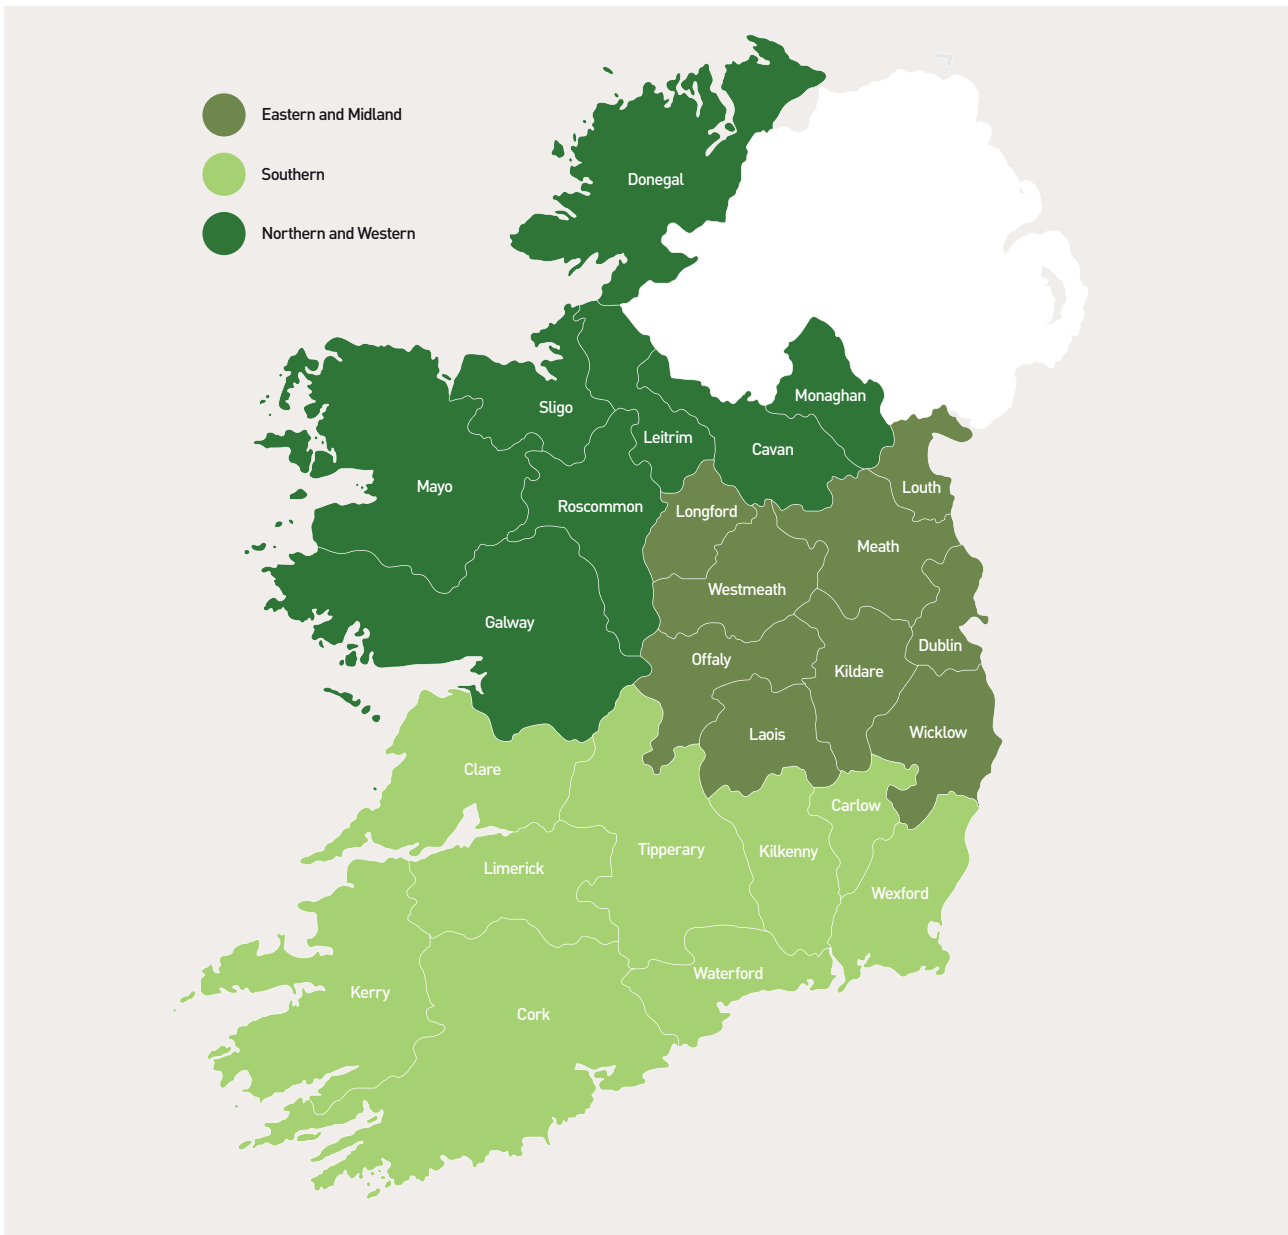 Eastern and Midland
Southern
Northern and Western
Donegal
Monaghan
Sligo
Leitrim
Cavan
Mayo
Louth
Roscommon
Longford
Meath
Westmeath
Galway
Dublin
Offaly
Kildare
Laois
Wicklow
Clare
Carlow
Tipperary
Kilkenny
Limerick
Wexford
Waterford
Kerry
Cork